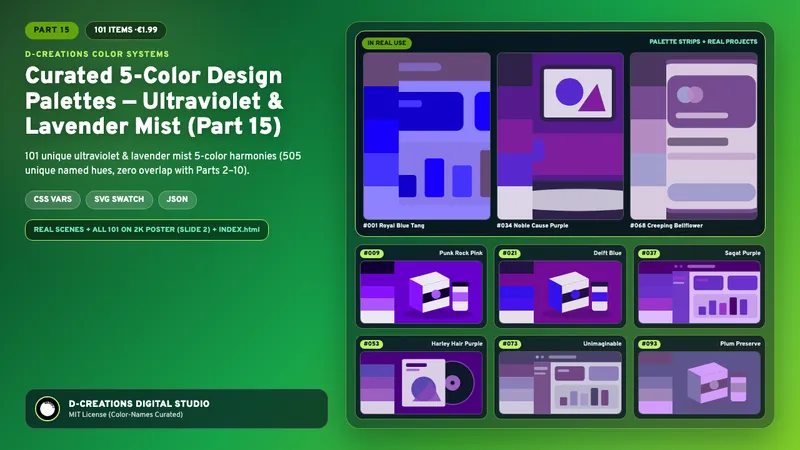 PART 15
101 ITEMS ·€1.99
D-CREATIONS COLOR SYSTEMS
Curated 5-Color Design
Palettes — Ultraviolet &
Lavender Mist (Part 15)
101 unique ultraviolet & lavender mist 5-color harmonies (505
unique named hues, zero overlap with Parts 2–10).
CSS VARS
SVG SWATCH
JSON
REAL SCENES + ALL 101 ON 2K POSTER (SLIDE 2) + INDEX.html
D-CREATIONS DIGITAL STUDIO
MIT License (Color-Names Curated)
IN REAL USE
PALETTE STRIPS + REAL PROJECTS
#001 Royal Blue Tang
#034 Noble Cause Purple
#068 Creeping Bellflower
#009
Punk Rock Pink
#021
Delft Blue
#037
Sagat Purple
#053
Harley Hair Purple
#073
Unimaginable
#093
Plum Preserve